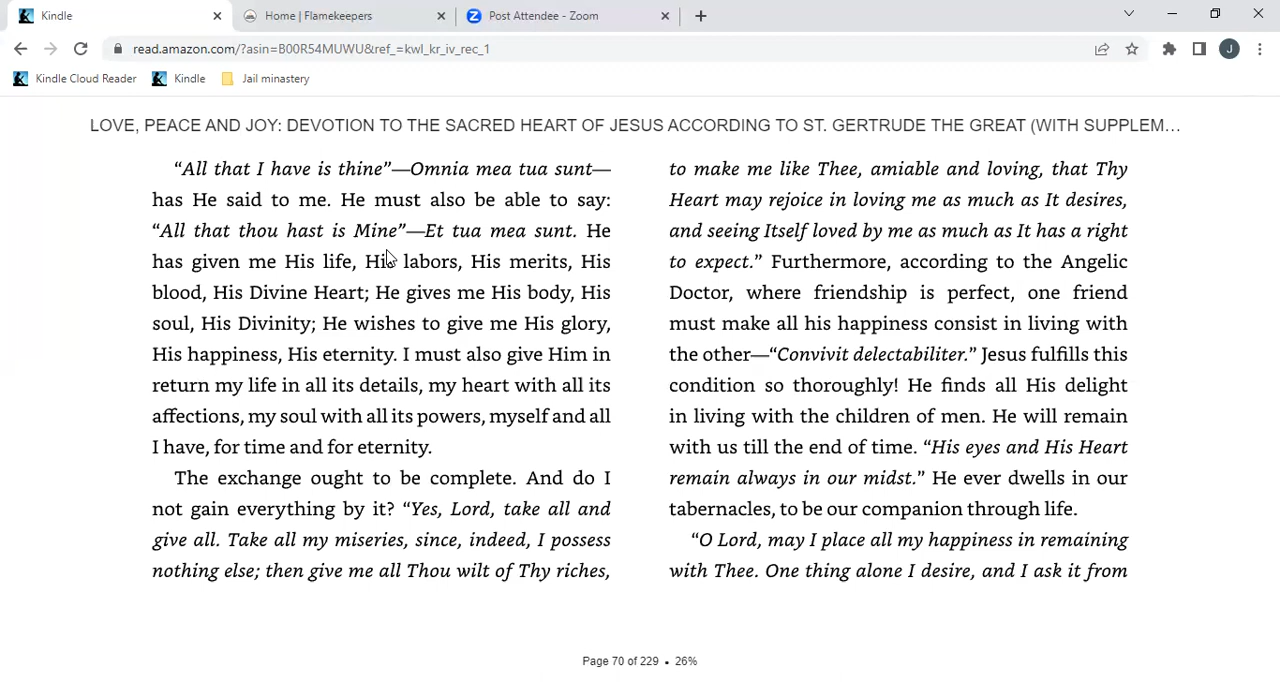 Kindle
Home | Flamekeepers
Post Attendee - Zoom
read.amazon.com/?asin=B00R54MUWU&ref_=kwl_kr_iv_rec_1
J
Kindle Cloud Reader
Kindle
Jail minastery
LOVE, PEACE AND JOY: DEVOTION TO THE SACRED HEART OF JESUS ACCORDING TO ST. GERTRUDE THE GREAT (WITH SUPPLEM…
“All that I have is thine”—Omnia mea tua sunt—
has He said to me. He must also be able to say:
“All that thou hast is Mine”—Et tua mea sunt. He
has given me His life, His labors, His merits, His
blood, His Divine Heart; He gives me His body, His
soul, His Divinity; He wishes to give me His glory,
His happiness, His eternity. I must also give Him in
return my life in all its details, my heart with all its
affections, my soul with all its powers, myself and all
I have, for time and for eternity.
The exchange ought to be complete. And do I
not gain everything by it? “Yes, Lord, take all and
give all. Take all my miseries, since, indeed, I possess
nothing else; then give me all Thou wilt of Thy riches,
to make me like Thee, amiable and loving, that Thy
Heart may rejoice in loving me as much as It desires,
and seeing Itself loved by me as much as It has a right
to expect.” Furthermore, according to the Angelic
Doctor, where friendship is perfect, one friend
must make all his happiness consist in living with
the other—“Convivit delectabiliter.” Jesus fulfills this
condition so thoroughly! He finds all His delight
in living with the children of men. He will remain
with us till the end of time. “His eyes and His Heart
remain always in our midst.” He ever dwells in our
tabernacles, to be our companion through life.
“O Lord, may I place all my happiness in remaining
with Thee. One thing alone I desire, and I ask it from
Page 70 of 229 • 26%